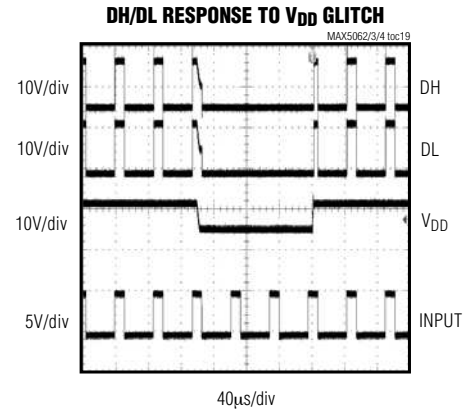 DH/DL RESPONSE TO VDD GLITCH
MAX5062/3/4 toc19
10V/div
DH
10V/div
DL
10V/div
VDD
5V/div
INPUT
40μs/div